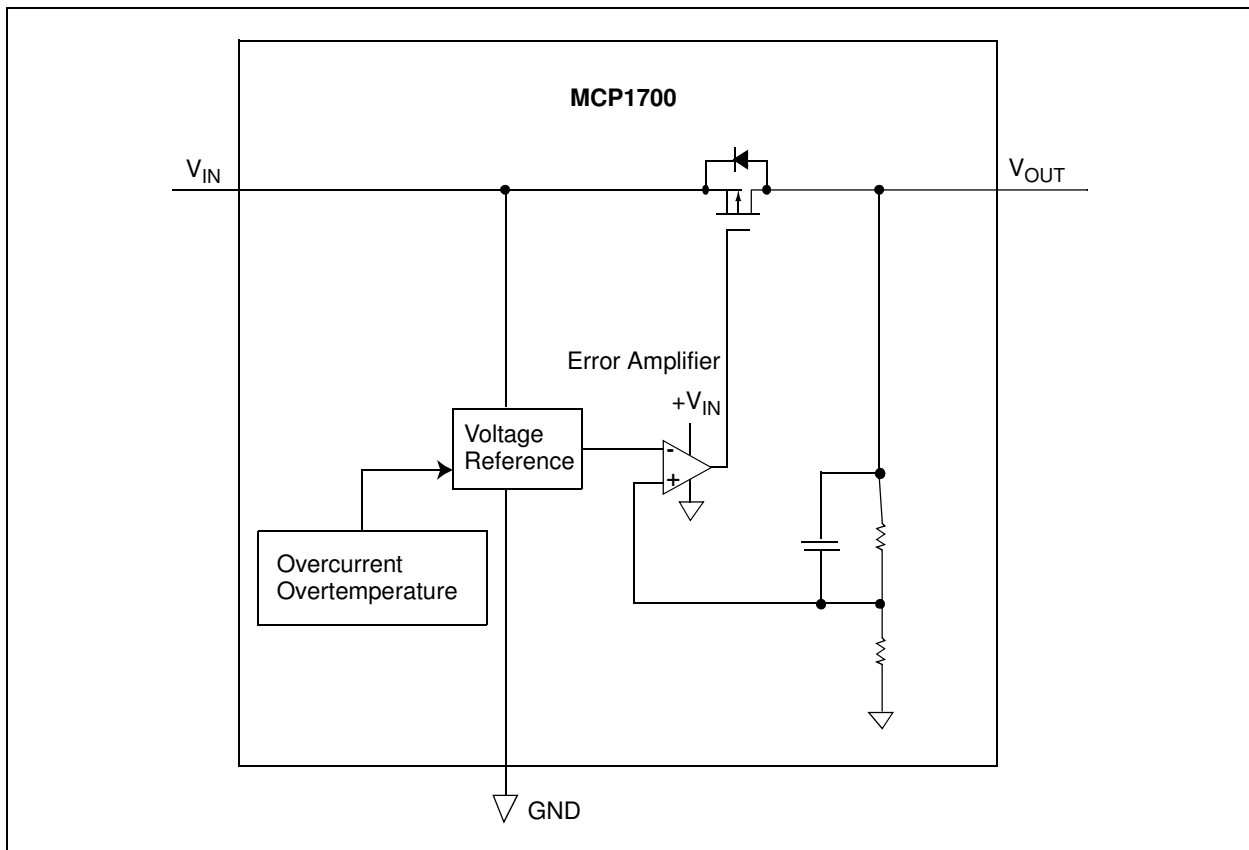 MCP1700
V_IN
V_OUT
Error Amplifier
+V_IN
Voltage
Reference
-
+
Overcurrent
Overtemperature
GND